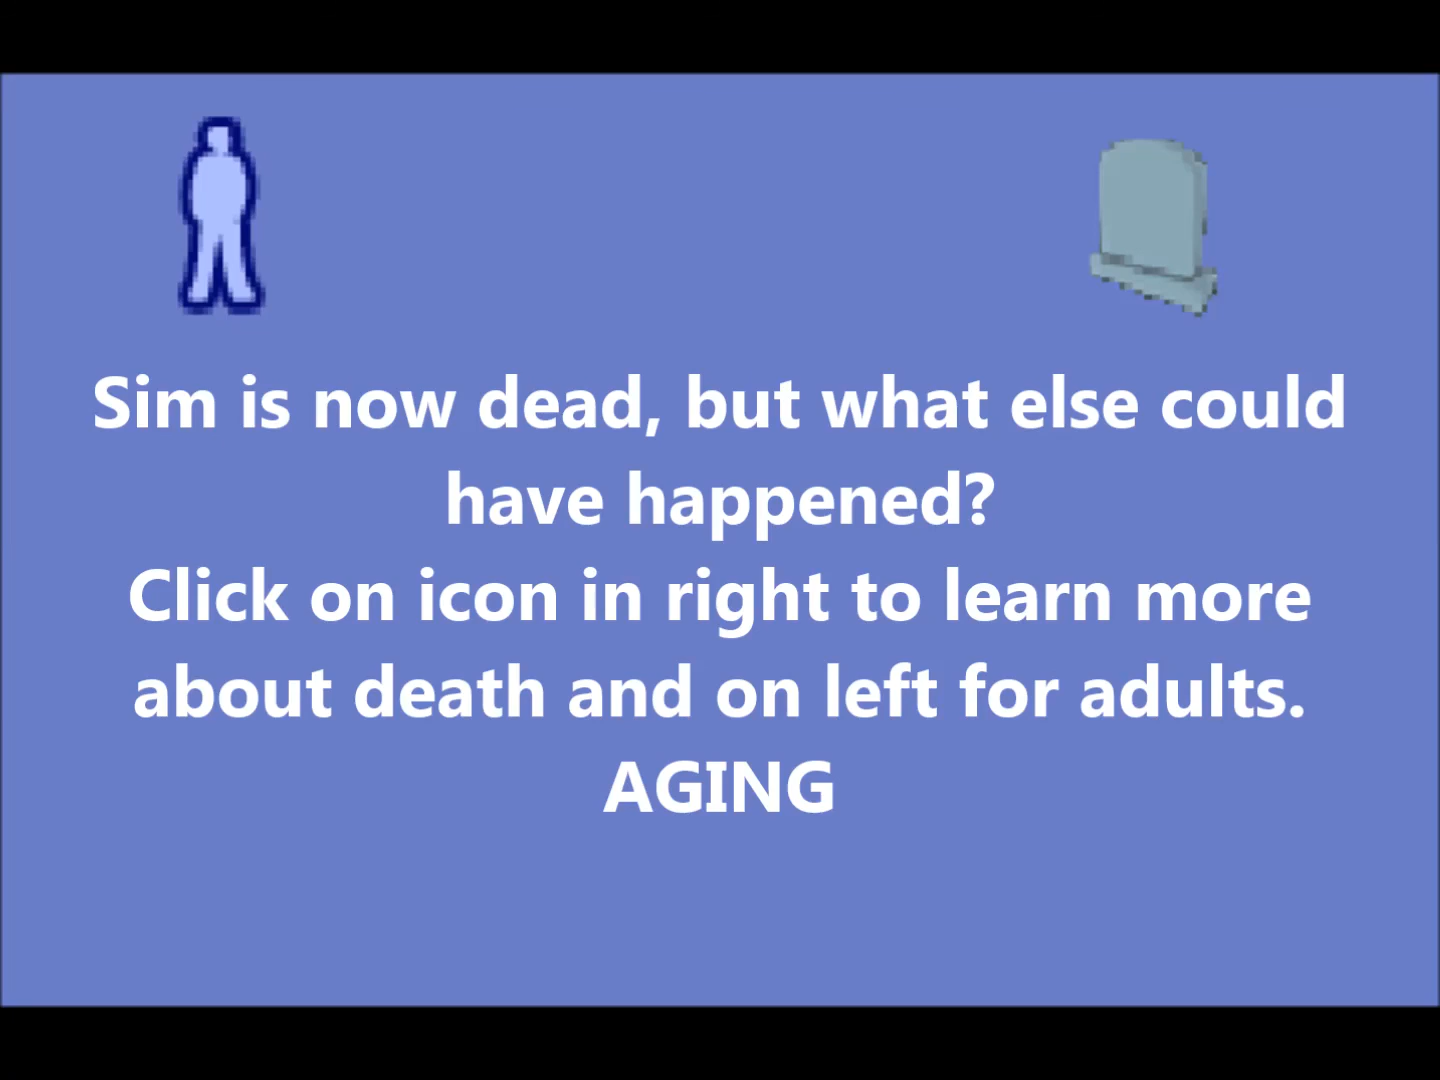 Sim is now dead, but what else could
have happened?
Click on icon in right to learn more
about death and on left for adults.
AGING